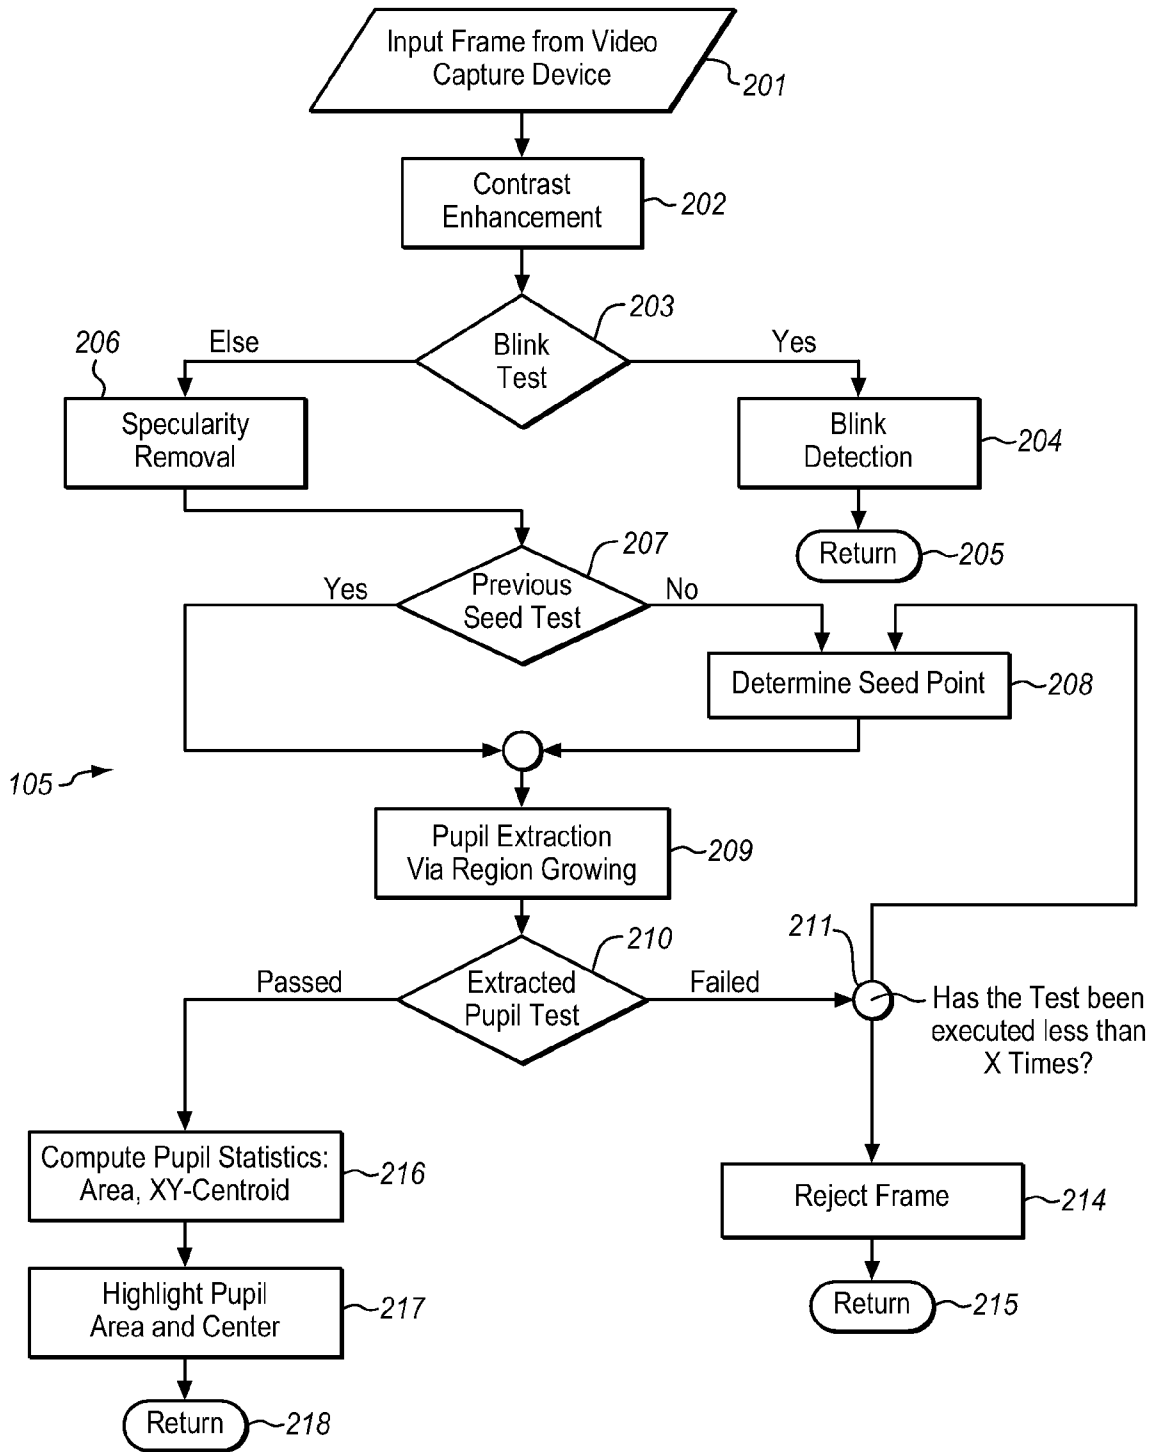 Input Frame from Video
Capture Device
201
Contrast
Enhancement
202
203
Blink
Test
Else
Yes
206
Specularity
Removal
Blink
Detection
204
Return
205
207
Previous
Seed Test
Yes
No
Determine Seed Point
208
105
Pupil Extraction
Via Region Growing
209
210
Extracted
Pupil Test
Passed
Failed
211
Has the Test been
executed less than
X Times?
Compute Pupil Statistics:
Area, XY-Centroid
216
Reject Frame
214
Highlight Pupil
Area and Center
217
Return
215
Return
218